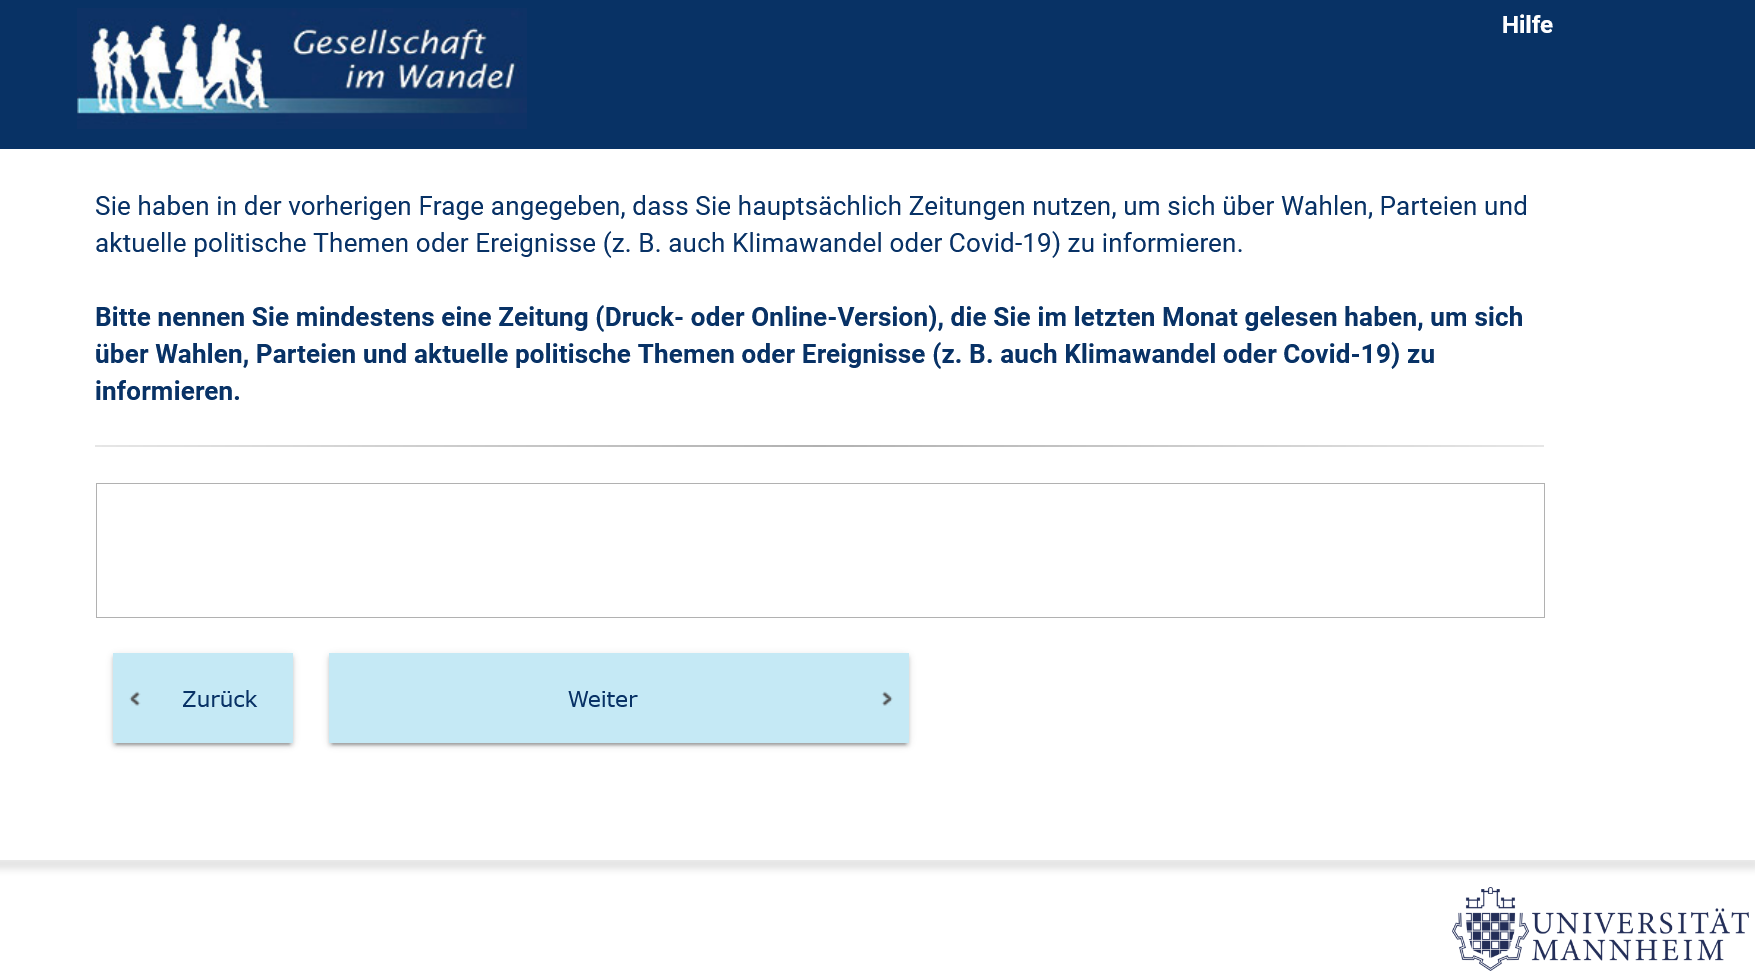 Gesellschaft
im Wandel
Hilfe
Sie haben in der vorherigen Frage angegeben, dass Sie hauptsächlich Zeitungen nutzen, um sich über Wahlen, Parteien und
aktuelle politische Themen oder Ereignisse (z. B. auch Klimawandel oder Covid-19) zu informieren.
Bitte nennen Sie mindestens eine Zeitung (Druck- oder Online-Version), die Sie im letzten Monat gelesen haben, um sich
über Wahlen, Parteien und aktuelle politische Themen oder Ereignisse (z. B. auch Klimawandel oder Covid-19) zu
informieren.
Zurück
Weiter
UNIVERSITÄT
MANNHEIM